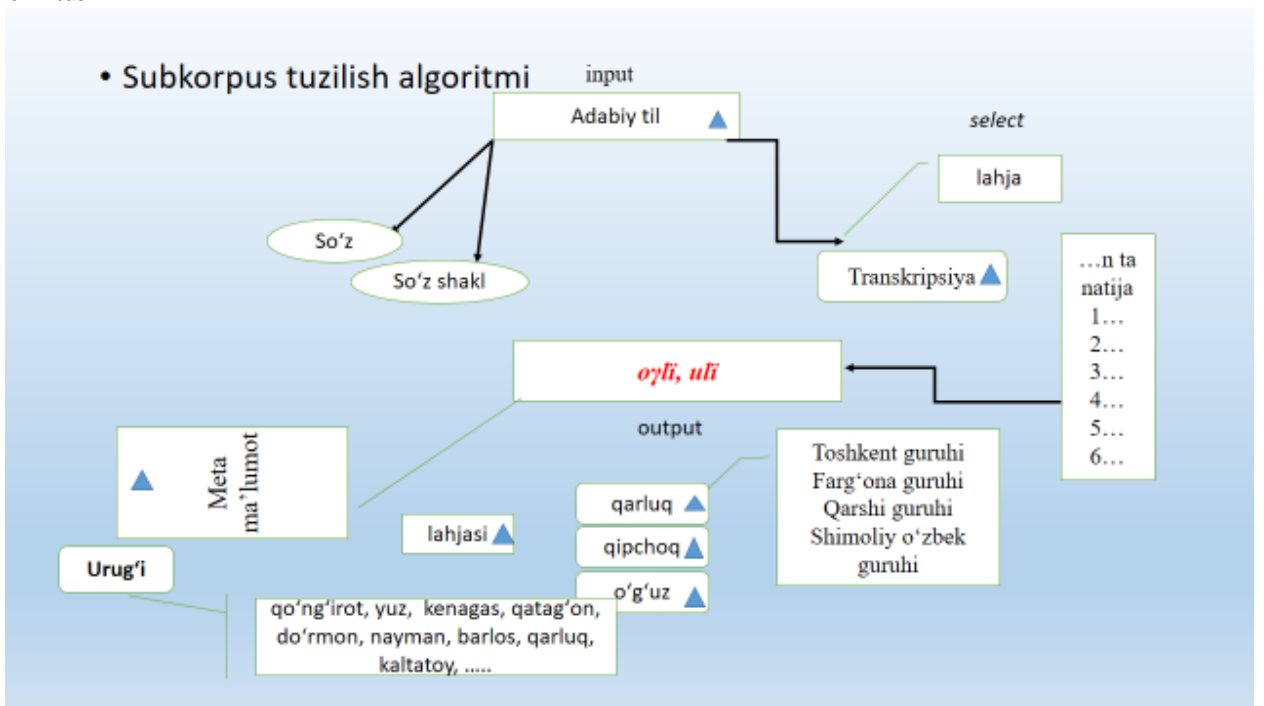 • Subkorpus tuzilish algoritmi
input
Adabiy til
select
lahja
So‘z
So‘z shakl
Transkripsiya
…n ta
natija
1…
2…
3…
4…
5…
6…
oγlï, ulï
output
Meta
ma’lumot
lahjasi
qarluq
qipchoq
o‘g‘uz
Toshkent guruhi
Farg‘ona guruhi
Qarshi guruhi
Shimoliy o‘zbek
guruhi
Urug‘i
qo‘ng‘irot, yuz, kenagas, qatag‘on,
do‘rmon, nayman, barlos, qarluq,
kaltatoy, …..